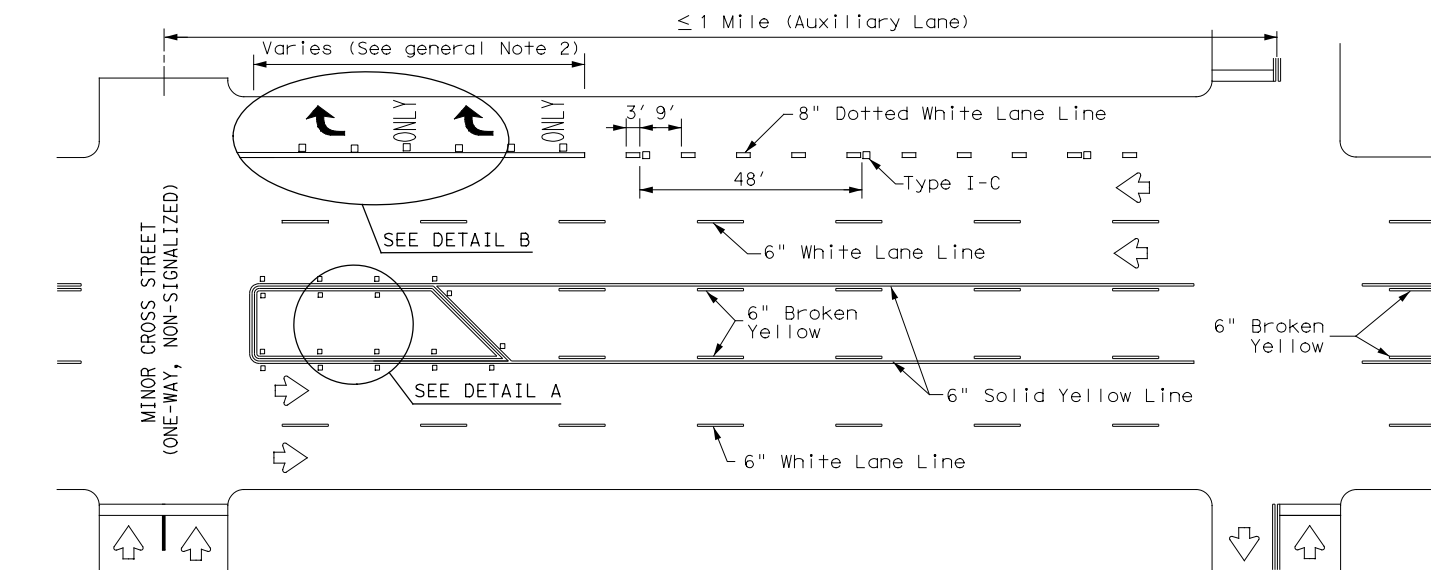 ≤ 1 Mile (Auxiliary Lane)
Varies (See general Note 2)
ONLY
ONLY
3' 9'
8" Dotted White Lane Line
48'
Type I-C
SEE DETAIL B
6" White Lane Line
MINOR CROSS STREET
(ONE-WAY, NON-SIGNALIZED)
6" Broken
Yellow
6" Broken
Yellow
SEE DETAIL A
6" Solid Yellow Line
6" White Lane Line